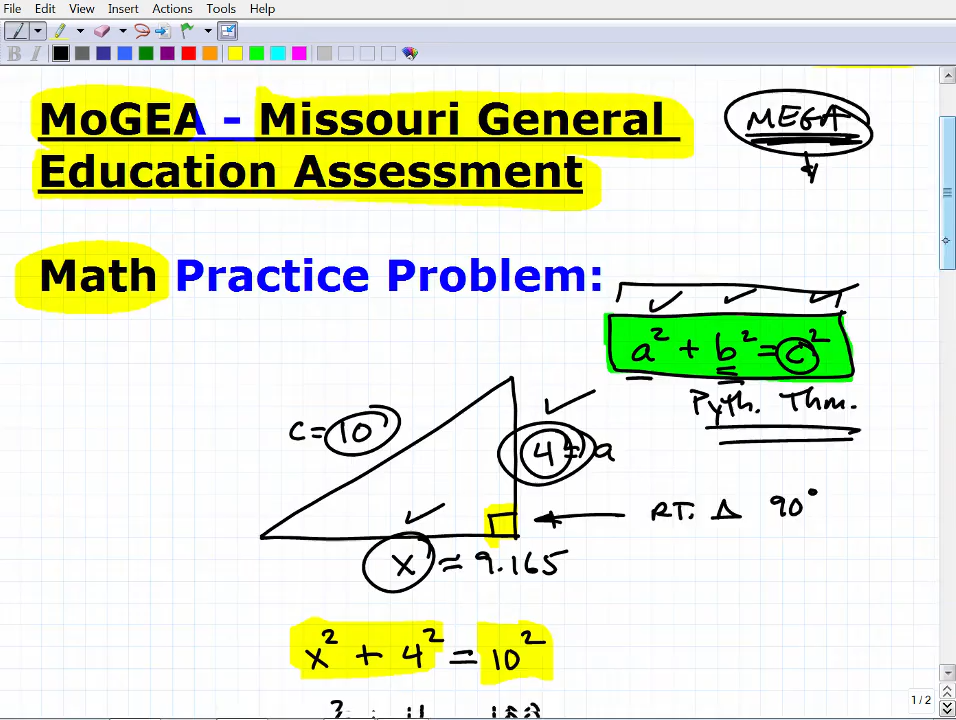 File Edit View Insert Actions Tools Help
B I
MoGEA - Missouri General
Education Assessment
MEGA
Math Practice Problem:
a² + b² = c²
Pyth. Thm.
c = 10
4 = a
RT. Δ 90°
x ≈ 9.165
x² + 4² = 10²
1 / 2